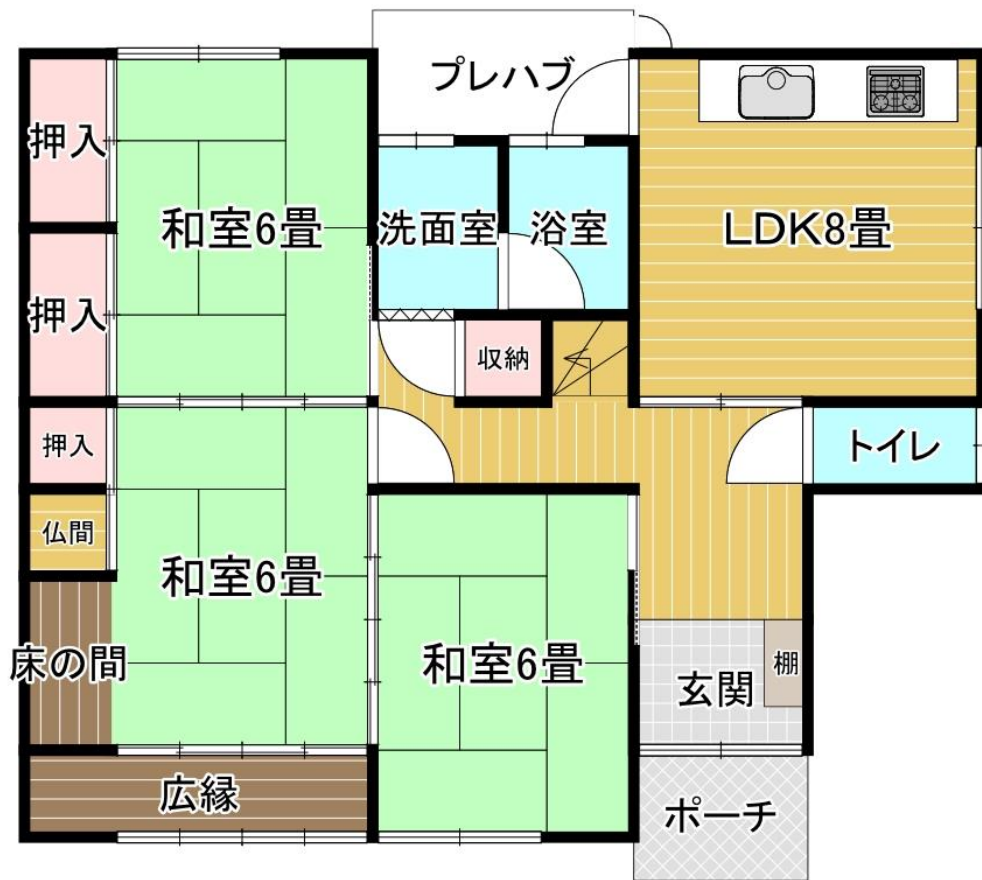 プレハブ
押入
和室6畳
洗面室
浴室
LDK8畳
押入
収納
押入
トイレ
仏間
和室6畳
床の間
和室6畳
棚
玄関
広縁
ポーチ